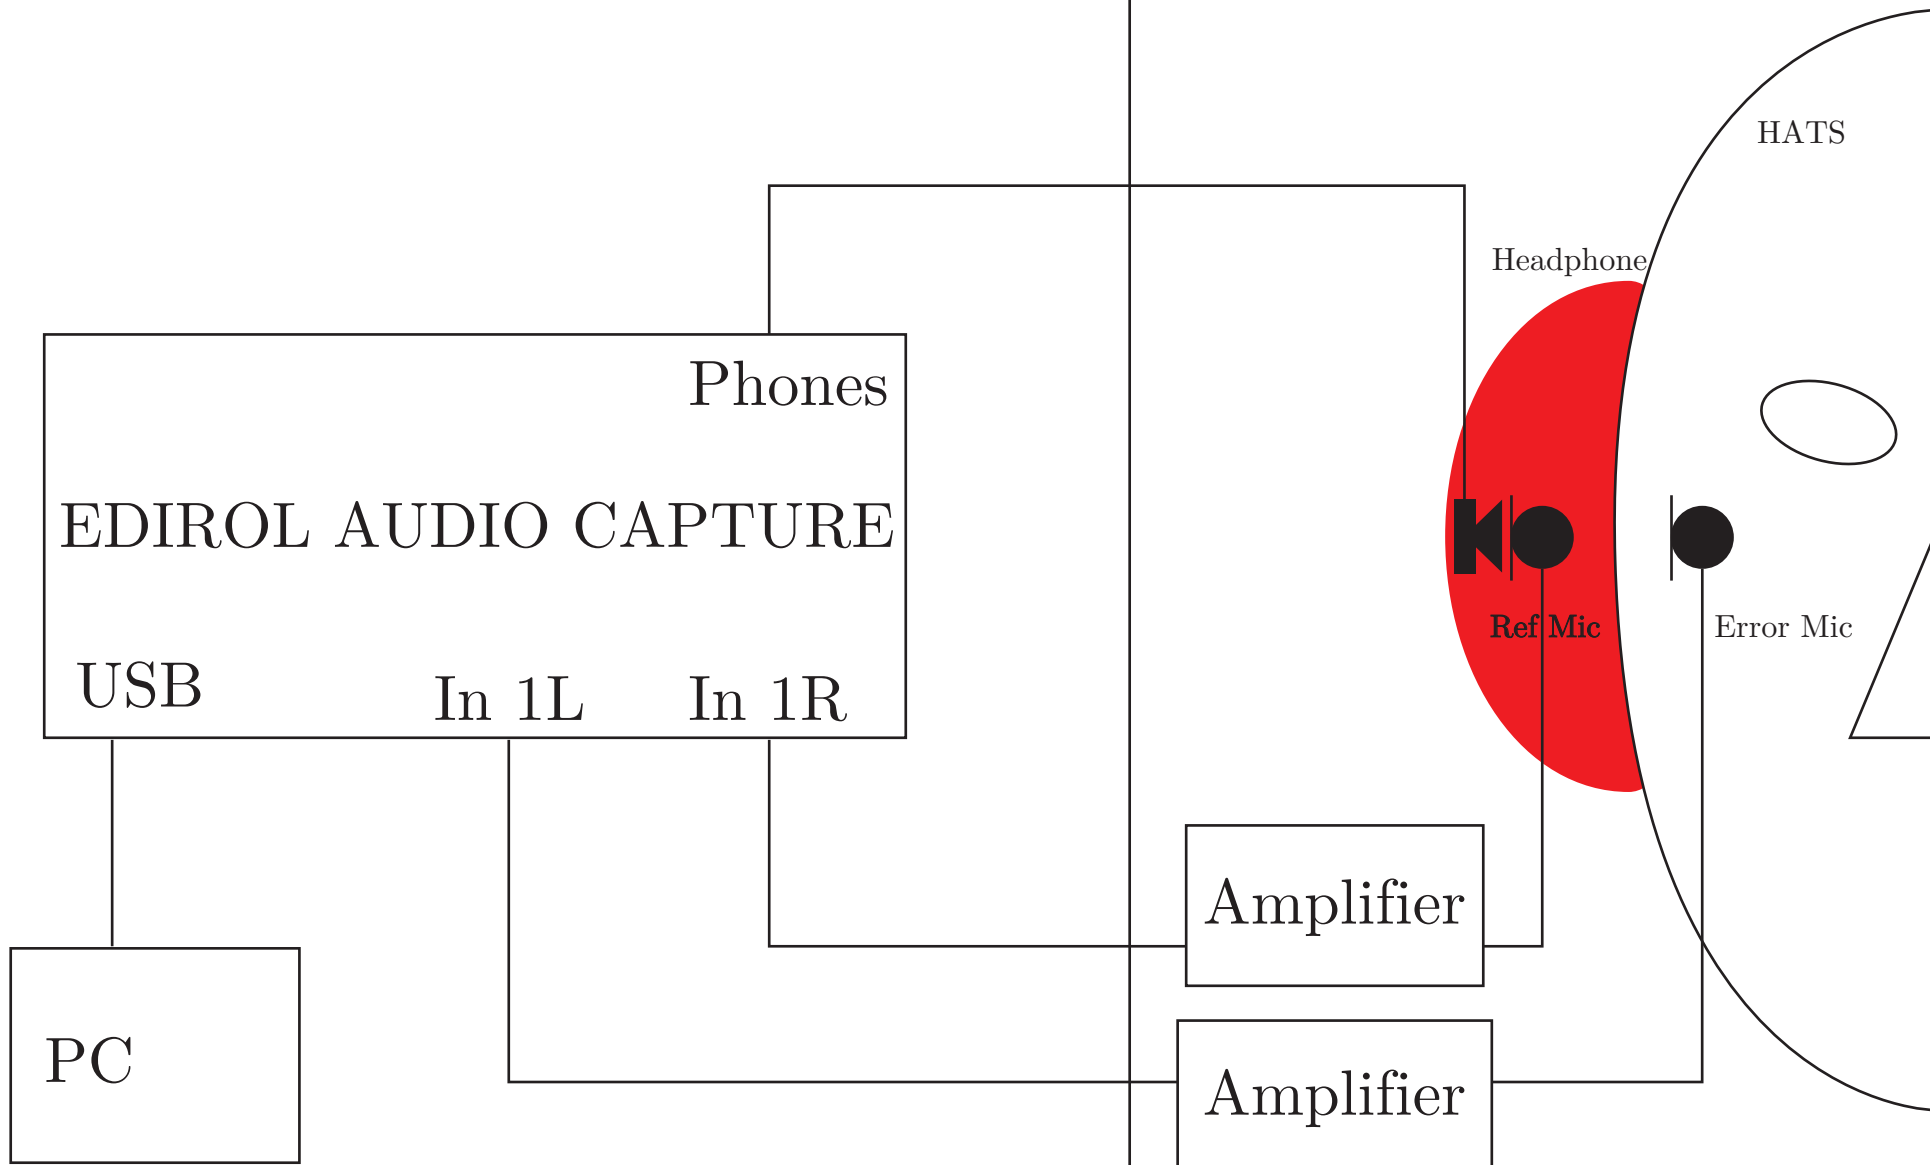 HATS
Headphone
Phones
EDIROL AUDIO CAPTURE
Ref Mic
Error Mic
USB
In 1L
In 1R
Amplifier
PC
Amplifier